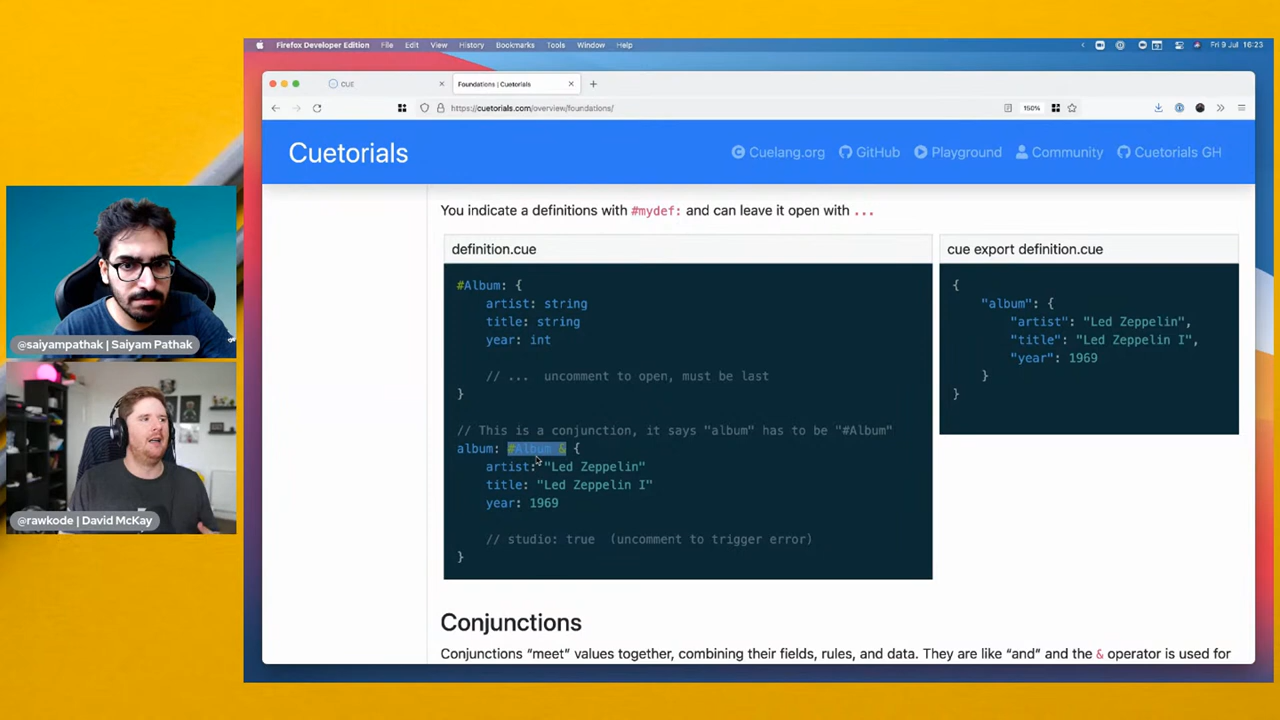 Firefox Developer Edition File Edit View History Bookmarks Tools Window Help
Fri 9 Jul 16:23
CUE
Foundations | Cuetorials
https://cuetorials.com/overview/foundations/
150%
Cuetorials
Cuelang.org GitHub Playground Community Cuetorials GH
You indicate a definitions with #mydef: and can leave it open with ...
definition.cue
#Album: {
artist: string
title: string
year: int
// ... uncomment to open, must be last
}
// This is a conjunction, it says "album" has to be "#Album"
album: #Album & {
artist: "Led Zeppelin"
title: "Led Zeppelin I"
year: 1969
// studio: true (uncomment to trigger error)
}
cue export definition.cue
{
"album": {
"artist": "Led Zeppelin",
"title": "Led Zeppelin I",
"year": 1969
}
}
Conjunctions
Conjunctions “meet” values together, combining their fields, rules, and data. They are like “and” and the & operator is used for
@saiyampathak | Saiyam Pathak
@rawkode | David McKay